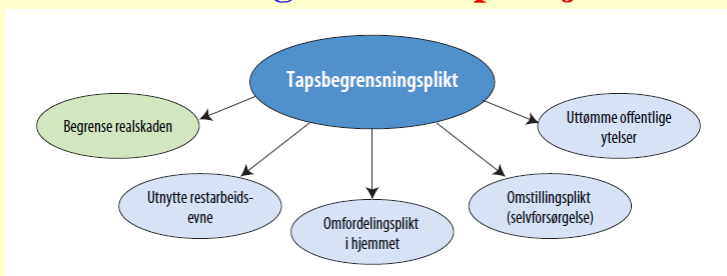 Tapsbegrensningsplikt
Begrense realskaden
Uttømme offentlige
ytelser
Utnytte restarbeids-
evne
Omfordelingsplikt
i hjemmet
Omstillingsplikt
(selvforsørgelse)